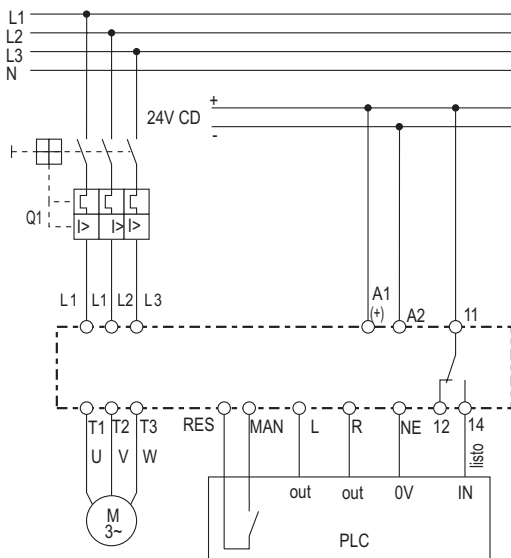 L1
L2
L3
N
24V CD
+
-
Q1
I> I> I>
L1 L1 L2 L3
A1
(+)
A2
11
T1 T2 T3
RES MAN L R NE 12 14
U V W
listo
M
3~
out out 0V IN
PLC